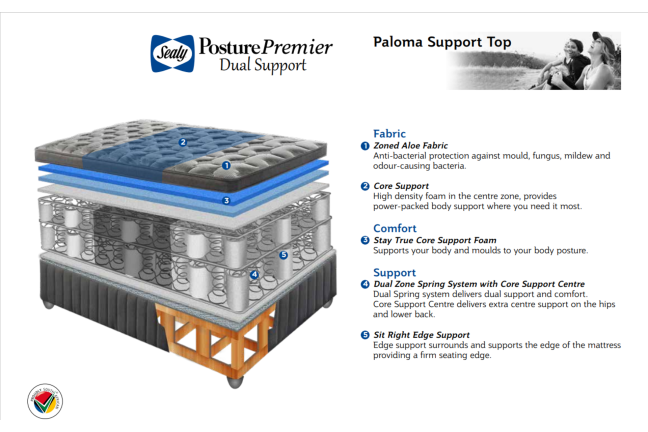 Sealy
Posture Premier
Dual Support
Paloma Support Top
Fabric
1 Zoned Aloe Fabric
Anti-bacterial protection against mould, fungus, mildew and
odour-causing bacteria.
2 Core Support
High density foam in the centre zone, provides
power-packed body support where you need it most.
Comfort
3 Stay True Core Support Foam
Supports your body and moulds to your body posture.
Support
4 Dual Zone Spring System with Core Support Centre
Dual Spring system delivers dual support and comfort.
Core Support Centre delivers extra centre support on the hips
and lower back.
5 Sit Right Edge Support
Edge support surrounds and supports the edge of the mattress
providing a firm seating edge.
2
1
3
5
4